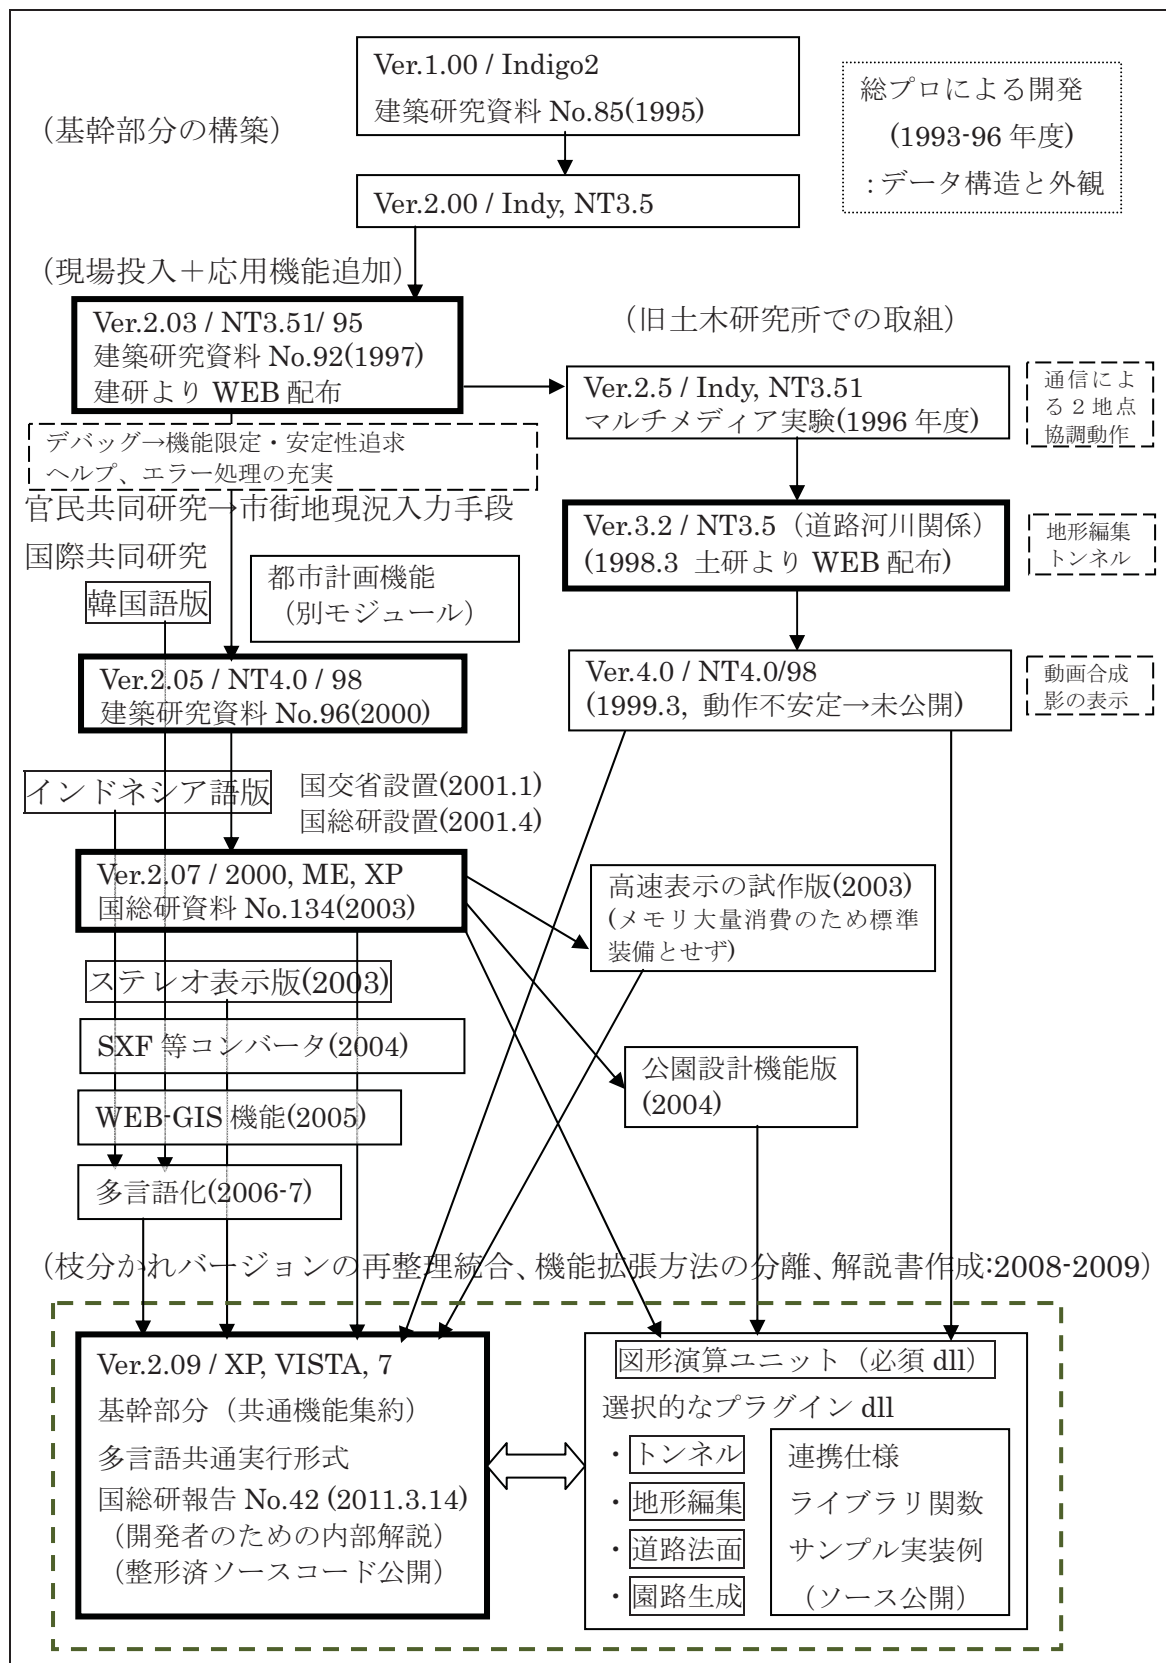 Ver.1.00 / Indigo2
建築研究資料 No.85(1995)
総プロによる開発
(1993-96 年度)
:データ構造と外観
(基幹部分の構築)
Ver.2.00 / Indy, NT3.5
(現場投入＋応用機能追加)
Ver.2.03 / NT3.51/ 95
建築研究資料 No.92(1997)
建研より WEB 配布
(旧土木研究所での取組)
Ver.2.5 / Indy, NT3.51
マルチメディア実験(1996 年度)
通信によ
る２地点
協調動作
デバッグ→機能限定・安定性追求
ヘルプ、エラー処理の充実
官民共同研究→市街地現況入力手段
国際共同研究
Ver.3.2 / NT3.5（道路河川関係）
(1998.3 土研より WEB 配布)
地形編集
トンネル
韓国語版
都市計画機能
（別モジュール）
Ver.2.05 / NT4.0 / 98
建築研究資料 No.96(2000)
Ver.4.0 / NT4.0/98
(1999.3, 動作不安定→未公開)
動画合成
影の表示
インドネシア語版
国交省設置(2001.1)
国総研設置(2001.4)
Ver.2.07 / 2000, ME, XP
国総研資料 No.134(2003)
高速表示の試作版(2003)
(メモリ大量消費のため標準
装備とせず)
ステレオ表示版(2003)
SXF 等コンバータ(2004)
公園設計機能版
(2004)
WEB-GIS 機能(2005)
多言語化(2006-7)
(枝分かれバージョンの再整理統合、機能拡張方法の分離、解説書作成:2008-2009)
Ver.2.09 / XP, VISTA, 7
基幹部分（共通機能集約）
多言語共通実行形式
国総研報告 No.42 (2011.3.14)
（開発者のための内部解説）
（整形済ソースコード公開）
図形演算ユニット（必須 dll）
選択的なプラグイン dll
・トンネル
・地形編集
・道路法面
・園路生成
連携仕様
ライブラリ関数
サンプル実装例
（ソース公開）